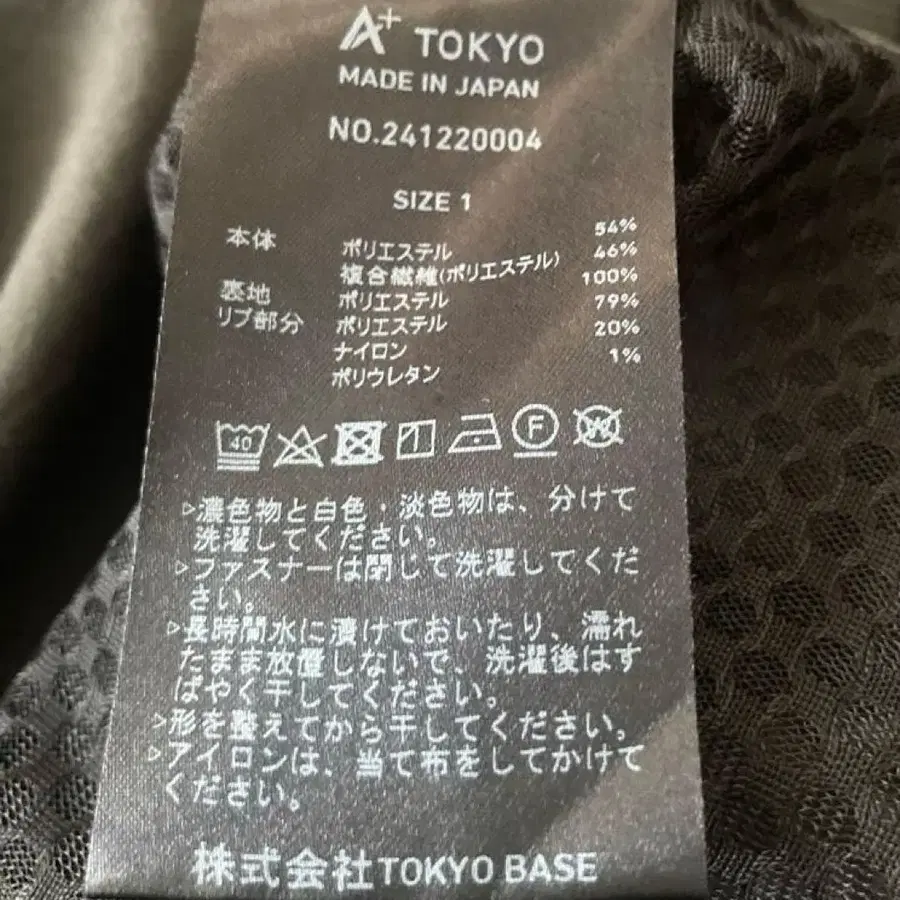 A+ TOKYO
MADE IN JAPAN
NO.241220004
SIZE 1
本体 ポリエステル 54%
複合繊維(ポリエステル) 46%
裏地 ポリエステル 100%
リブ部分 ポリエステル 79%
ナイロン 20%
ポリウレタン 1%
40 F W
▷濃色物と白色・淡色物は、分けて
洗濯してください。
▷ファスナーは閉じて洗濯してくだ
さい。
▷長時間水に漬けておいたり、濡れ
たまま放置しないで、洗濯後はす
ばやく干してください。
▷形を整えてから干してください。
▷アイロンは、当て布をしてかけて
ください。
株式会社TOKYO BASE